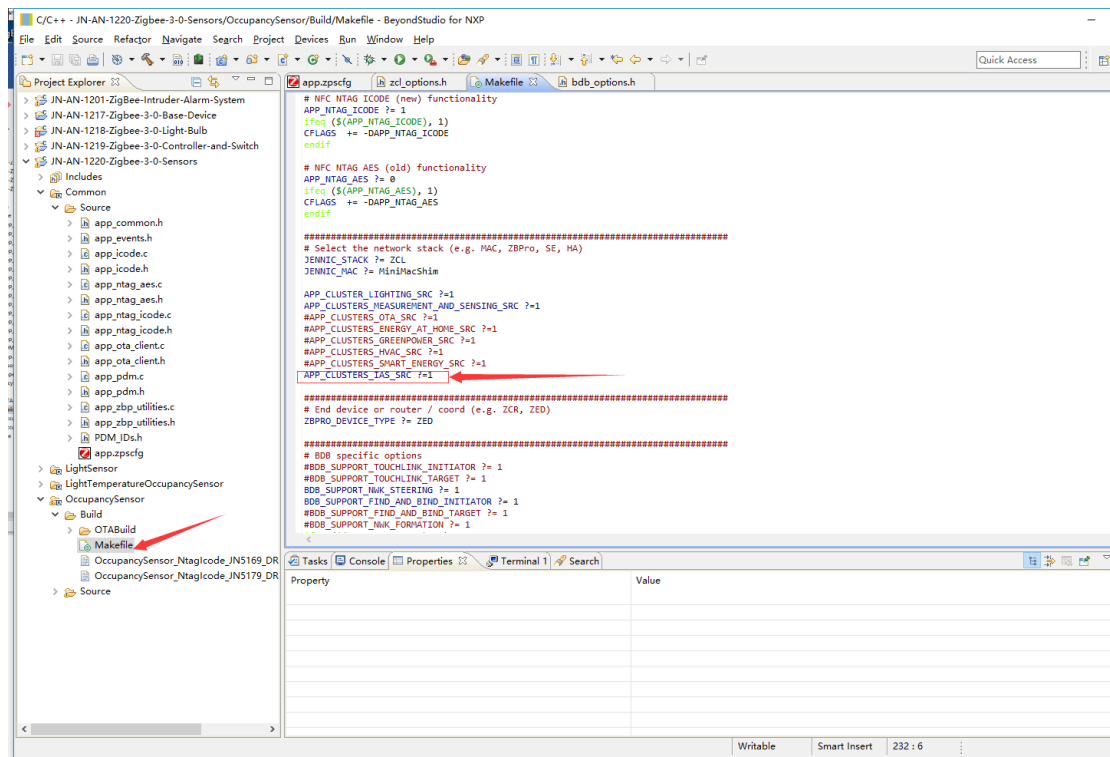 C/C++ - JN-AN-1220-Zigbee-3-0-Sensors/OccupancySensor/Build/Makefile - BeyondStudio for NXP
File Edit Source Refactor Navigate Search Project Devices Run Window Help
Quick Access
Project Explorer
JN-AN-1201-ZigBee-Intruder-Alarm-System
JN-AN-1217-Zigbee-3-0-Base-Device
JN-AN-1218-Zigbee-3-0-Light-Bulb
JN-AN-1219-Zigbee-3-0-Controller-and-Switch
JN-AN-1220-Zigbee-3-0-Sensors
Includes
Common
Source
app_common.h
app_events.h
app_icode.c
app_icode.h
app_ntag_aes.c
app_ntag_aes.h
app_ntag_icode.c
app_ntag_icode.h
app_ota_client.c
app_ota_client.h
app_pdm.c
app_pdm.h
app_zbp_utilities.c
app_zbp_utilities.h
PDM_IDs.h
app.zpscfg
LightSensor
LightTemperatureOccupancySensor
OccupancySensor
Build
OTABuild
Makefile
OccupancySensor_NtagIcode_JN5169_DR
OccupancySensor_NtagIcode_JN5179_DR
Source
app.zpscfg zcl_options.h Makefile bdb_options.h
# NFC NTAG ICODE (new) functionality
APP_NTAG_ICODE ?= 1
ifeq ($(APP_NTAG_ICODE), 1)
CFLAGS += -DAPP_NTAG_ICODE
endif
# NFC NTAG AES (old) functionality
APP_NTAG_AES ?= 0
ifeq ($(APP_NTAG_AES), 1)
CFLAGS += -DAPP_NTAG_AES
endif
###############################################################################
# Select the network stack (e.g. MAC, ZBPro, SE, HA)
JENNIC_STACK ?= ZCL
JENNIC_MAC ?= MiniMacShim
APP_CLUSTER_LIGHTING_SRC ?=1
APP_CLUSTERS_MEASUREMENT_AND_SENSING_SRC ?=1
#APP_CLUSTERS_OTA_SRC ?=1
#APP_CLUSTERS_ENERGY_AT_HOME_SRC ?=1
#APP_CLUSTERS_GREENPOWER_SRC ?=1
#APP_CLUSTERS_HVAC_SRC ?=1
#APP_CLUSTERS_SMART_ENERGY_SRC ?=1
APP_CLUSTERS_IAS_SRC ?=1
###############################################################################
# End device or router / coord (e.g. ZCR, ZED)
ZBPRO_DEVICE_TYPE ?= ZED
###############################################################################
# BDB specific options
#BDB_SUPPORT_TOUCHLINK_INITIATOR ?= 1
#BDB_SUPPORT_TOUCHLINK_TARGET ?= 1
BDB_SUPPORT_NWK_STEERING ?= 1
BDB_SUPPORT_FIND_AND_BIND_INITIATOR ?= 1
#BDB_SUPPORT_FIND_AND_BIND_TARGET ?= 1
#BDB_SUPPORT_NWK_FORMATION ?= 1
Tasks Console Properties Terminal 1 Search
Property Value
Writable Smart Insert 232 : 6